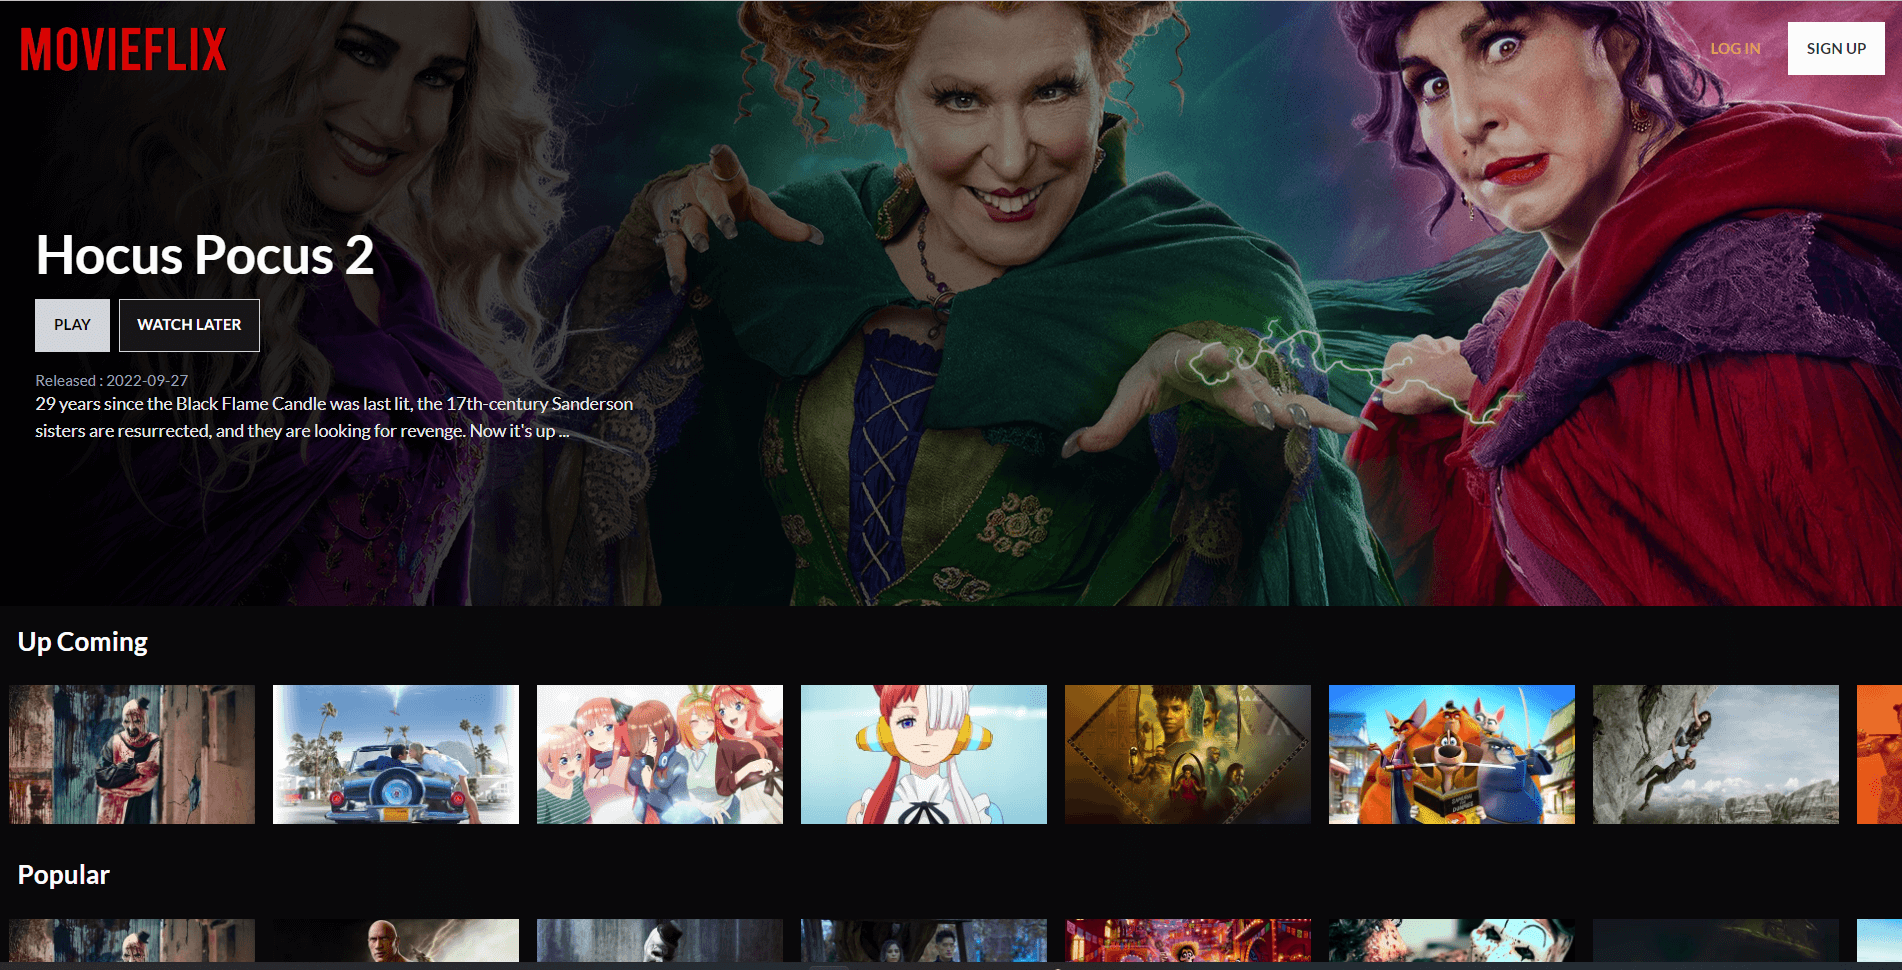 MOVIEFLIX
LOG IN
SIGN UP
Hocus Pocus 2
PLAY
WATCH LATER
Released : 2022-09-27
29 years since the Black Flame Candle was last lit, the 17th-century Sanderson
sisters are resurrected, and they are looking for revenge. Now it's up ...
Up Coming
Popular